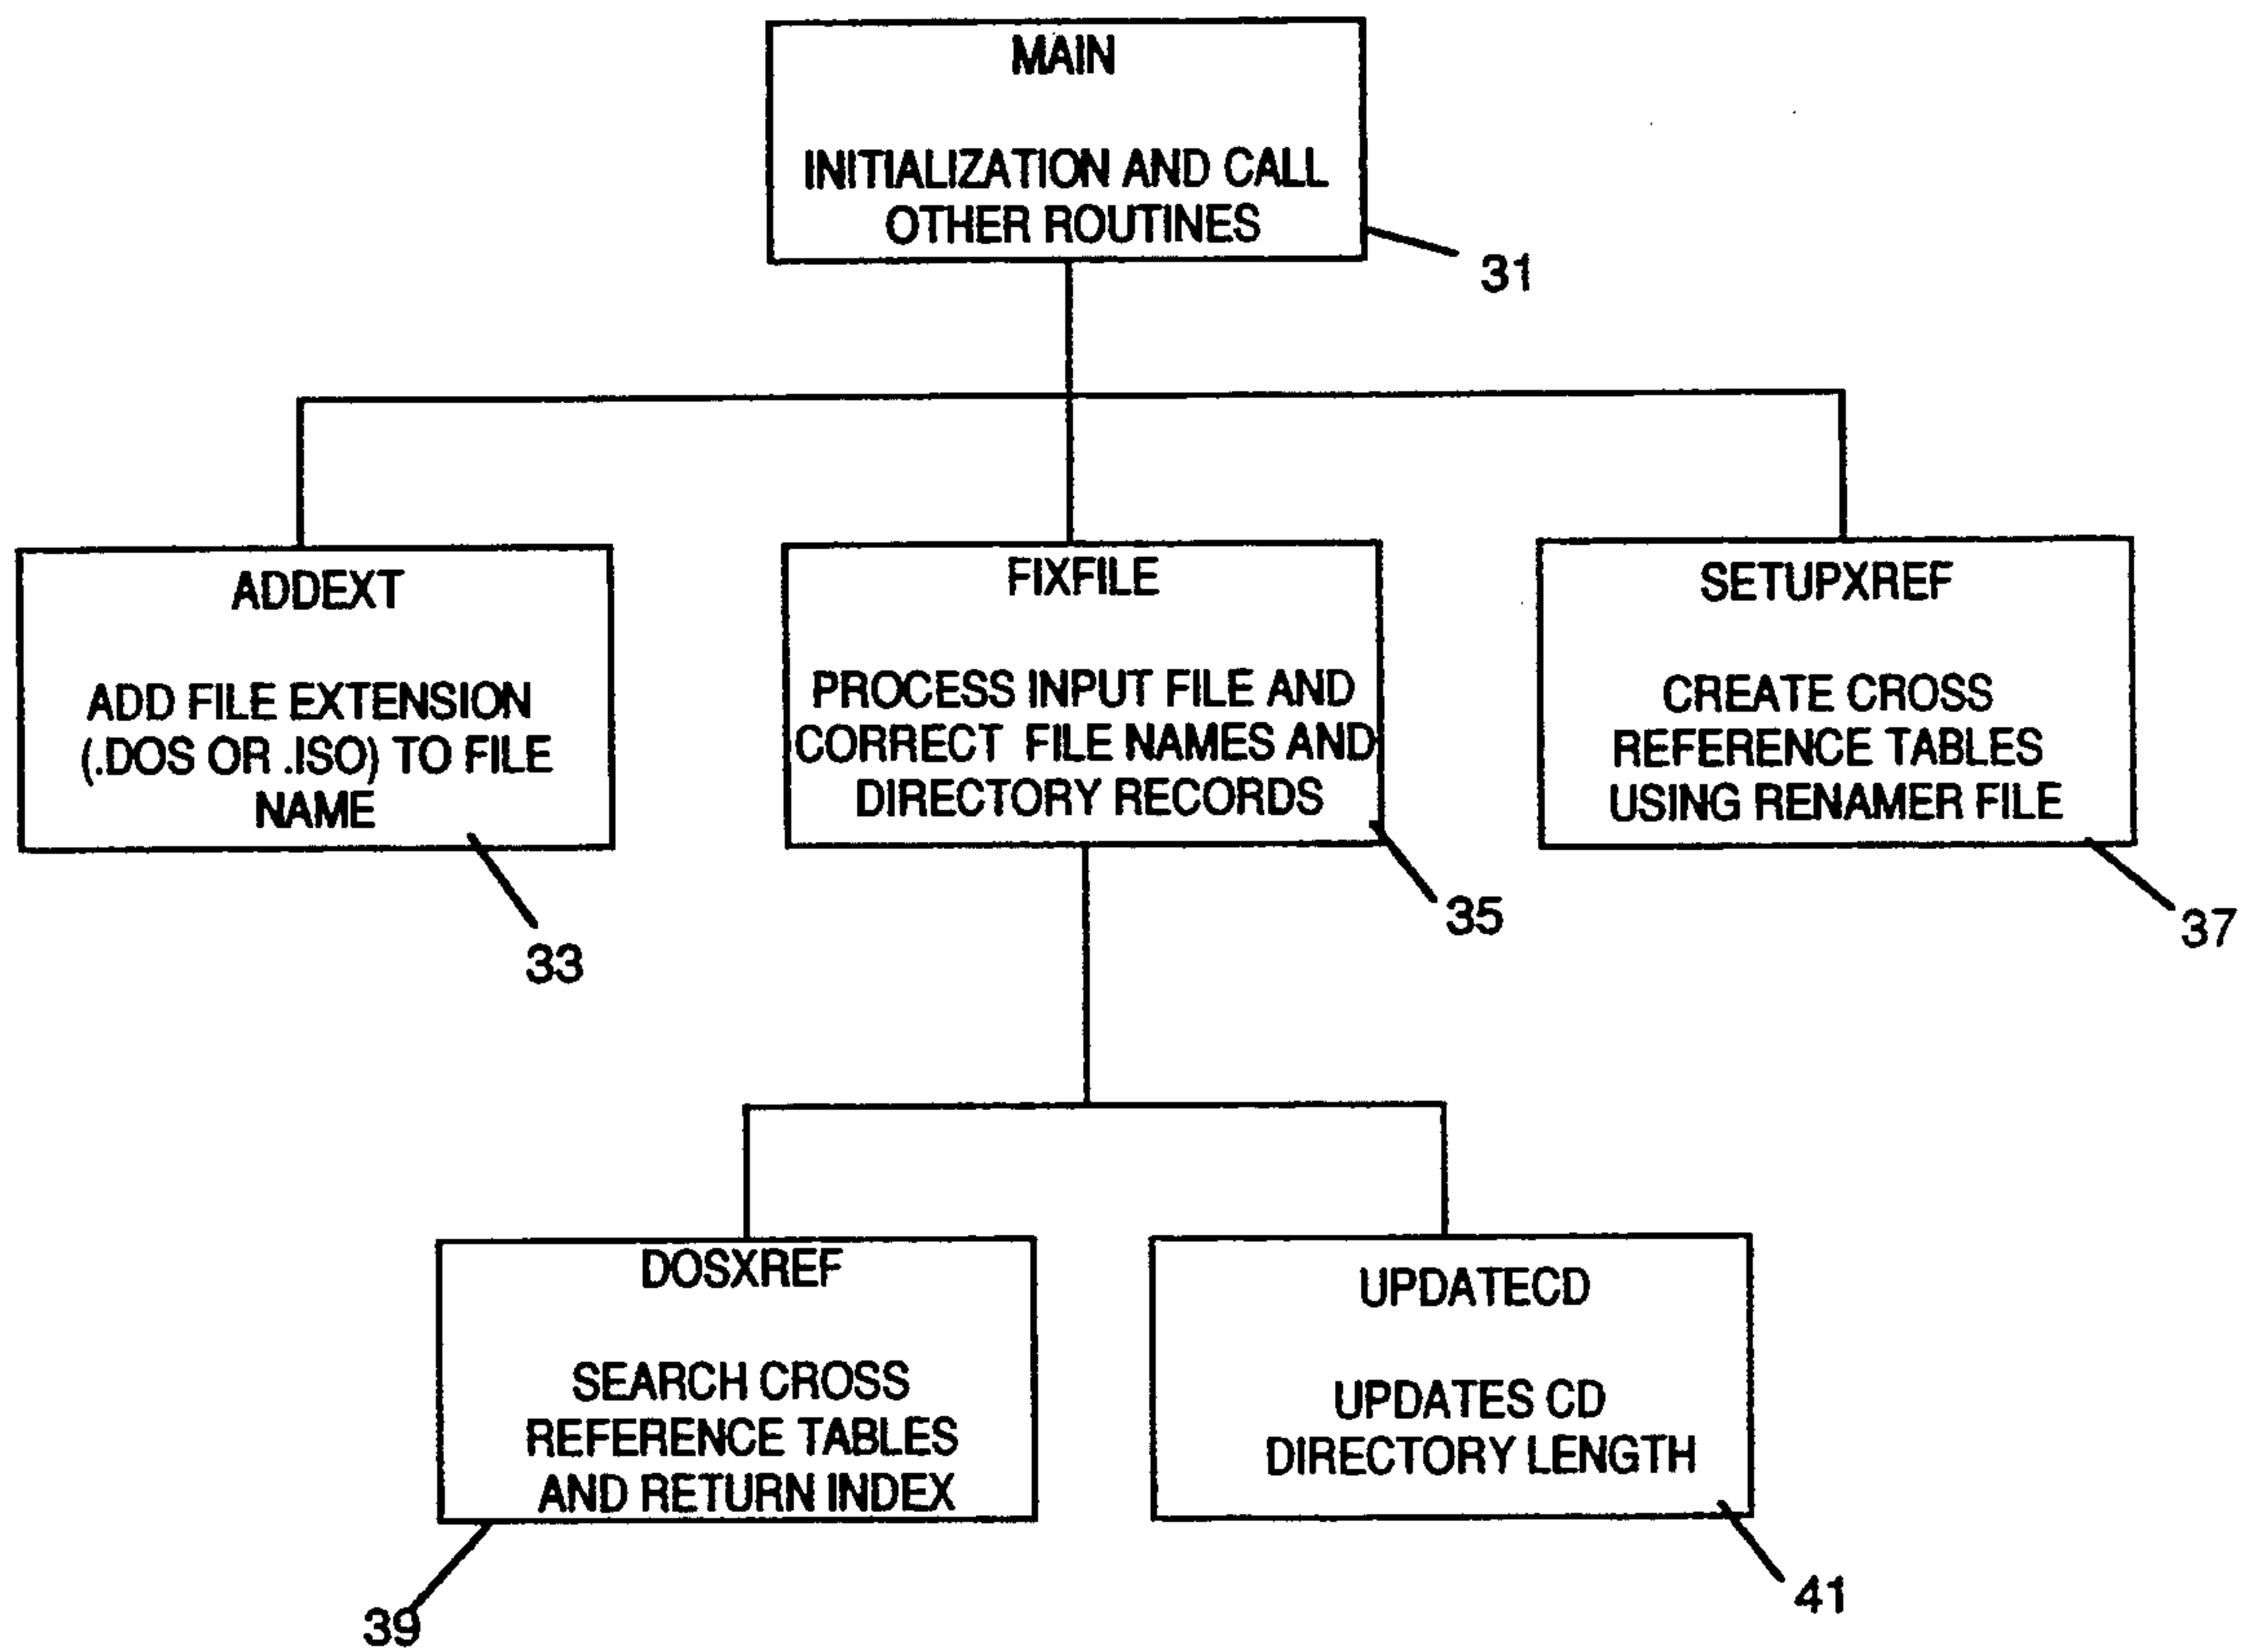 MAIN
INITIALIZATION AND CALL
OTHER ROUTINES
31
ADDEXT
ADD FILE EXTENSION
(.DOS OR .ISO) TO FILE
NAME
33
FIXFILE
PROCESS INPUT FILE AND
CORRECT FILE NAMES AND
DIRECTORY RECORDS
35
SETUPXREF
CREATE CROSS
REFERENCE TABLES
USING RENAMER FILE
37
DOSXREF
SEARCH CROSS
REFERENCE TABLES
AND RETURN INDEX
39
UPDATECD
UPDATES CD
DIRECTORY LENGTH
41